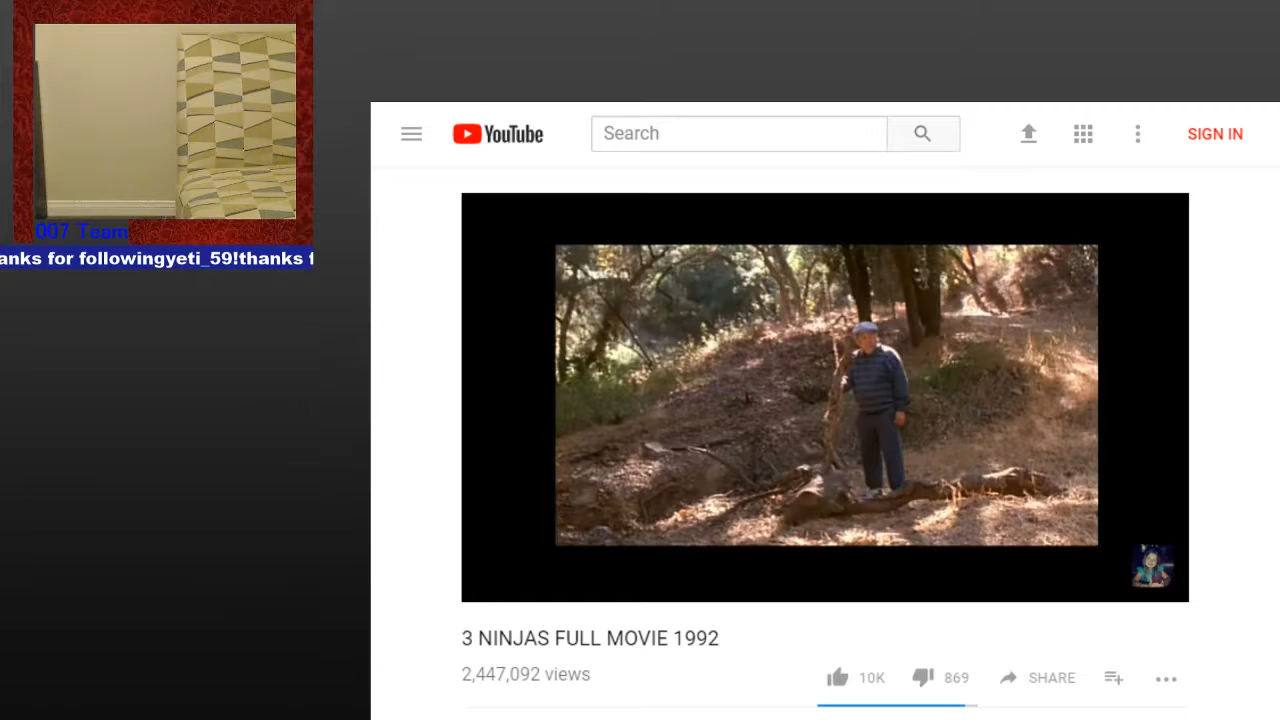 007 Team
anks for followingyeti_59!thanks f
YouTube
Search
SIGN IN
3 NINJAS FULL MOVIE 1992
2,447,092 views
10K
869
SHARE